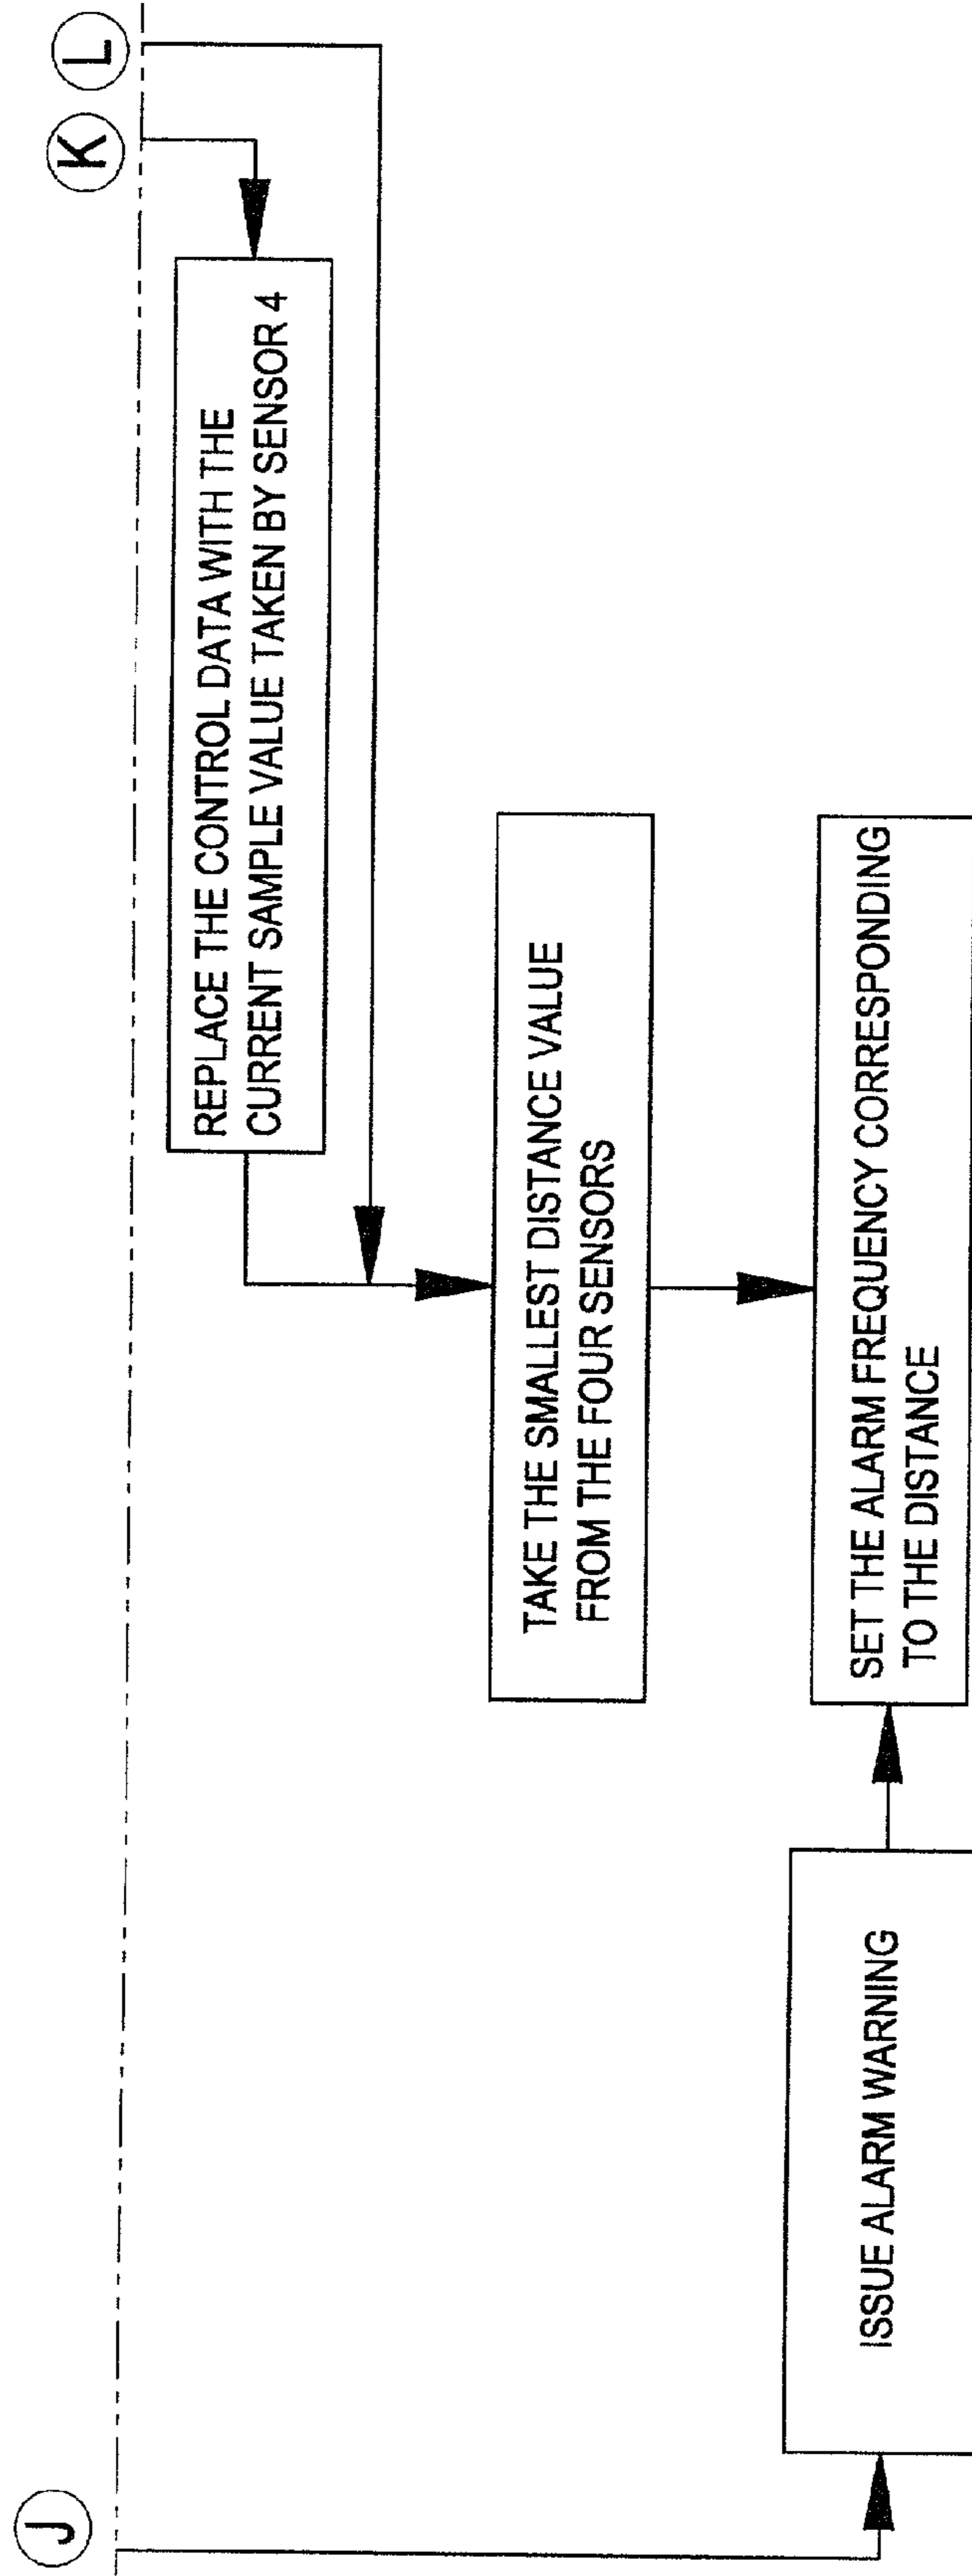 J
K
L
REPLACE THE CONTROL DATA WITH THE
CURRENT SAMPLE VALUE TAKEN BY SENSOR 4
TAKE THE SMALLEST DISTANCE VALUE
FROM THE FOUR SENSORS
ISSUE ALARM WARNING
SET THE ALARM FREQUENCY CORRESPONDING
TO THE DISTANCE